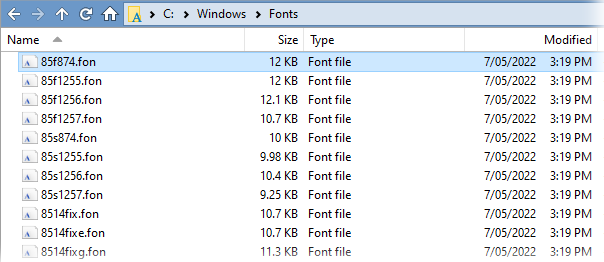 C: Windows Fonts
Name Size Type Modified
85f874.fon 12 KB Font file 7/05/2022 3:19 PM
85f1255.fon 12 KB Font file 7/05/2022 3:19 PM
85f1256.fon 12.1 KB Font file 7/05/2022 3:19 PM
85f1257.fon 10.7 KB Font file 7/05/2022 3:19 PM
85s874.fon 10 KB Font file 7/05/2022 3:19 PM
85s1255.fon 9.98 KB Font file 7/05/2022 3:19 PM
85s1256.fon 10.4 KB Font file 7/05/2022 3:19 PM
85s1257.fon 9.25 KB Font file 7/05/2022 3:19 PM
8514fix.fon 10.7 KB Font file 7/05/2022 3:19 PM
8514fixe.fon 10.7 KB Font file 7/05/2022 3:19 PM
8514fixg.fon 11.3 KB Font file 7/05/2022 3:19 PM